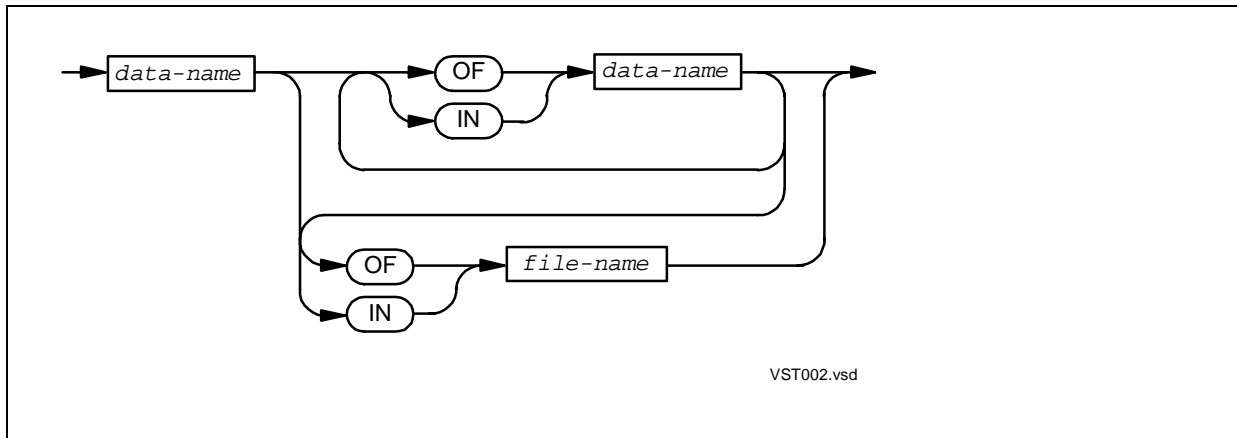 data-name OF data-name
IN
OF file-name
IN
VST002.vsd